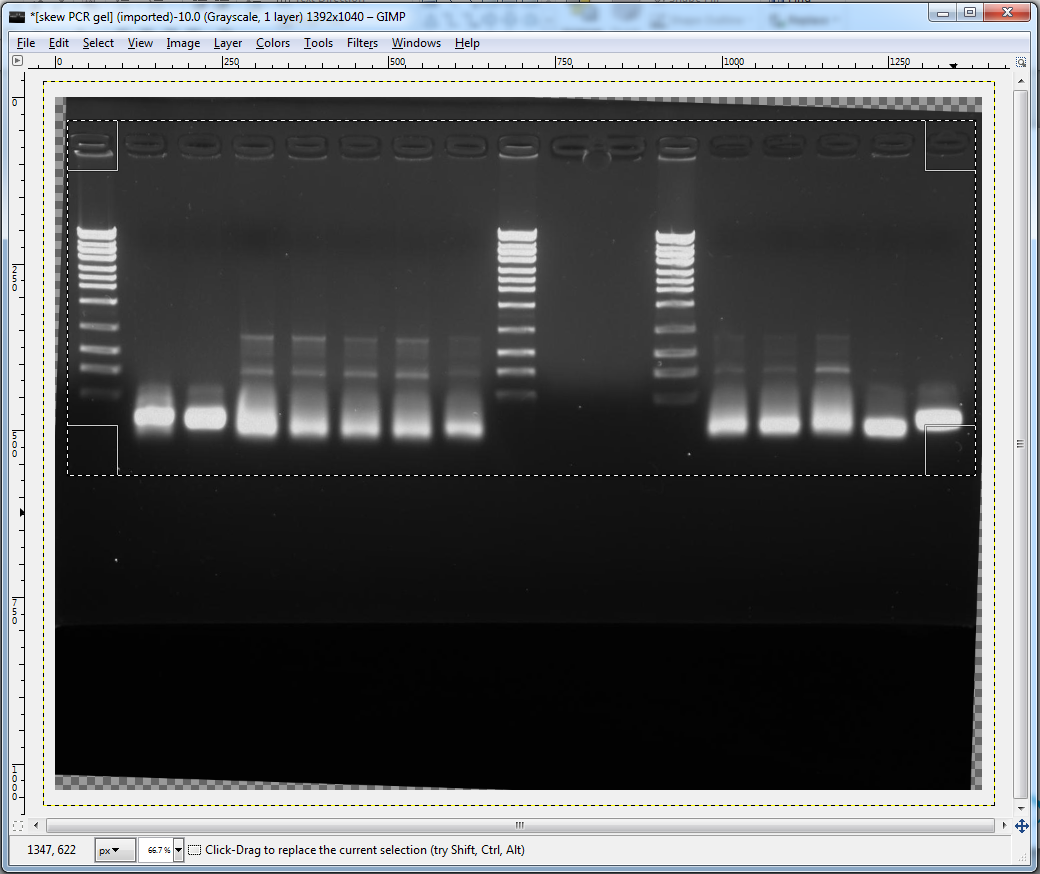 *[skew PCR gel] (imported)-10.0 (Grayscale, 1 layer) 1392x1040 – GIMP
File Edit Select View Image Layer Colors Tools Filters Windows Help
0 250 500 750 1000 1250
0
250
500
750
1000
1347, 622 px 66.7 % Click-Drag to replace the current selection (try Shift, Ctrl, Alt)